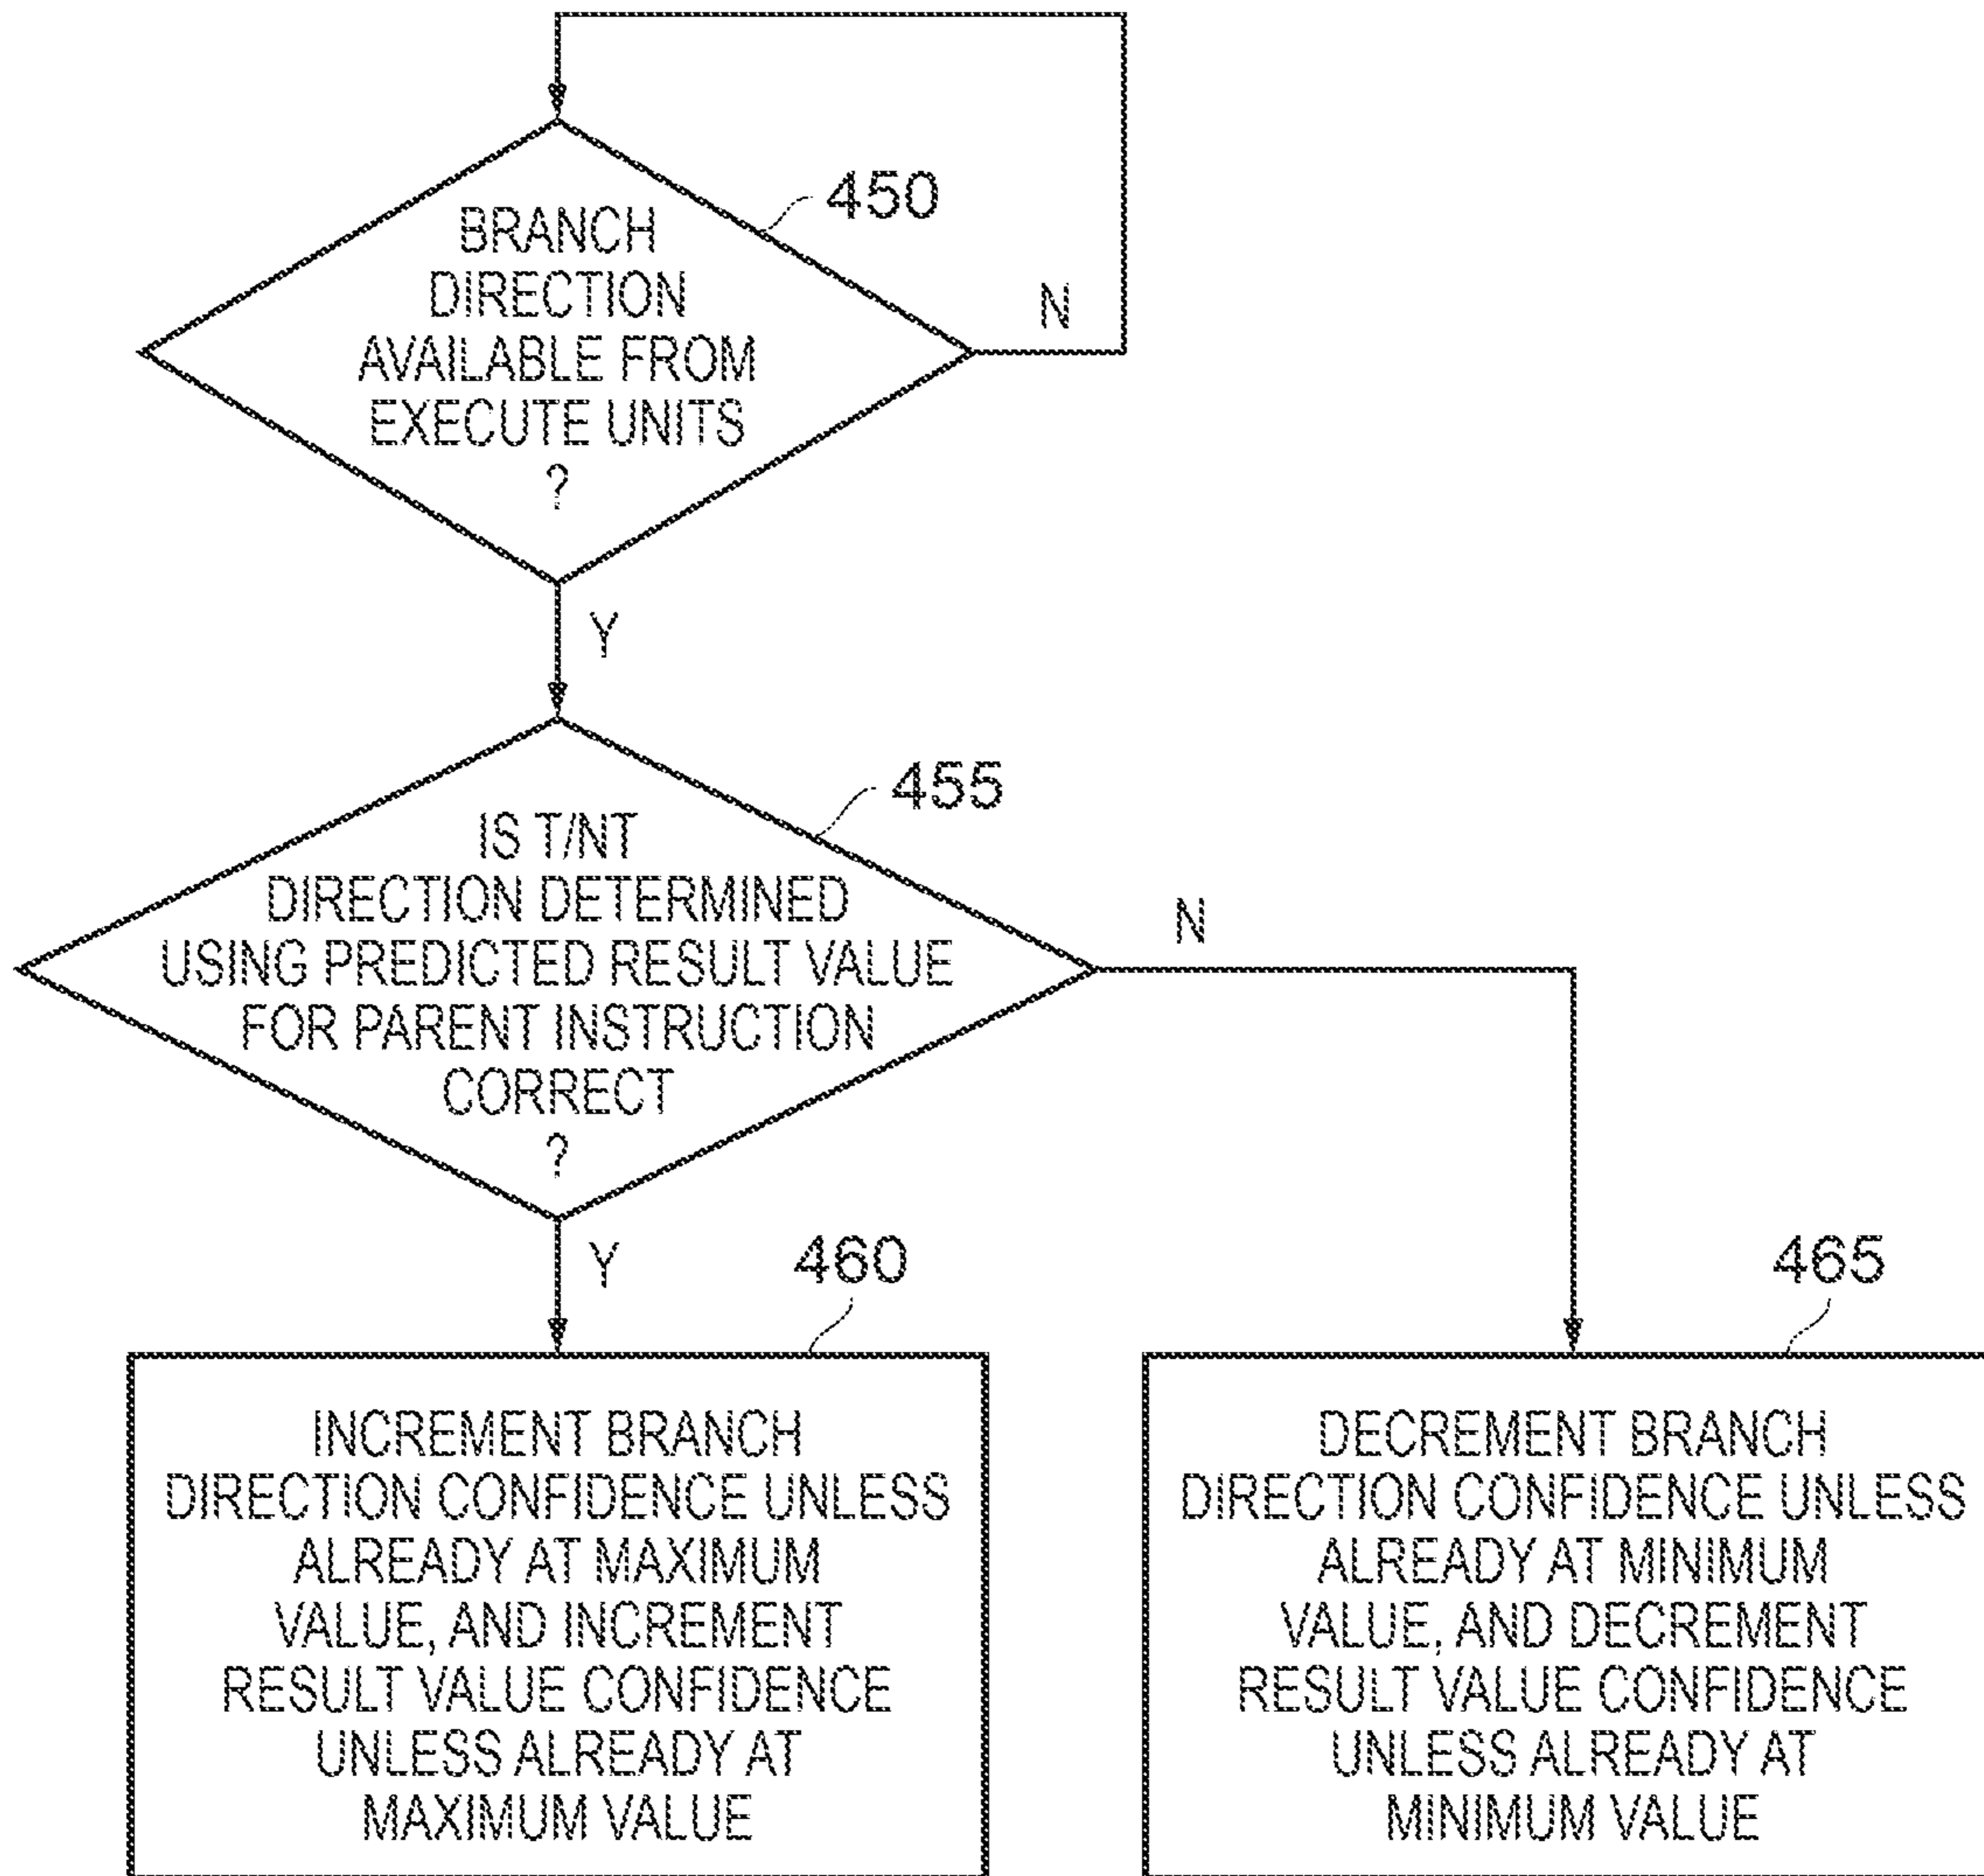 450
BRANCH
DIRECTION
AVAILABLE FROM
EXECUTE UNITS
?
N
Y
455
IS T/NT
DIRECTION DETERMINED
USING PREDICTED RESULT VALUE
FOR PARENT INSTRUCTION
CORRECT
?
N
Y
460
INCREMENT BRANCH
DIRECTION CONFIDENCE UNLESS
ALREADY AT MAXIMUM
VALUE, AND INCREMENT
RESULT VALUE CONFIDENCE
UNLESS ALREADY AT
MAXIMUM VALUE
465
DECREMENT BRANCH
DIRECTION CONFIDENCE UNLESS
ALREADY AT MINIMUM
VALUE, AND DECREMENT
RESULT VALUE CONFIDENCE
UNLESS ALREADY AT
MINIMUM VALUE